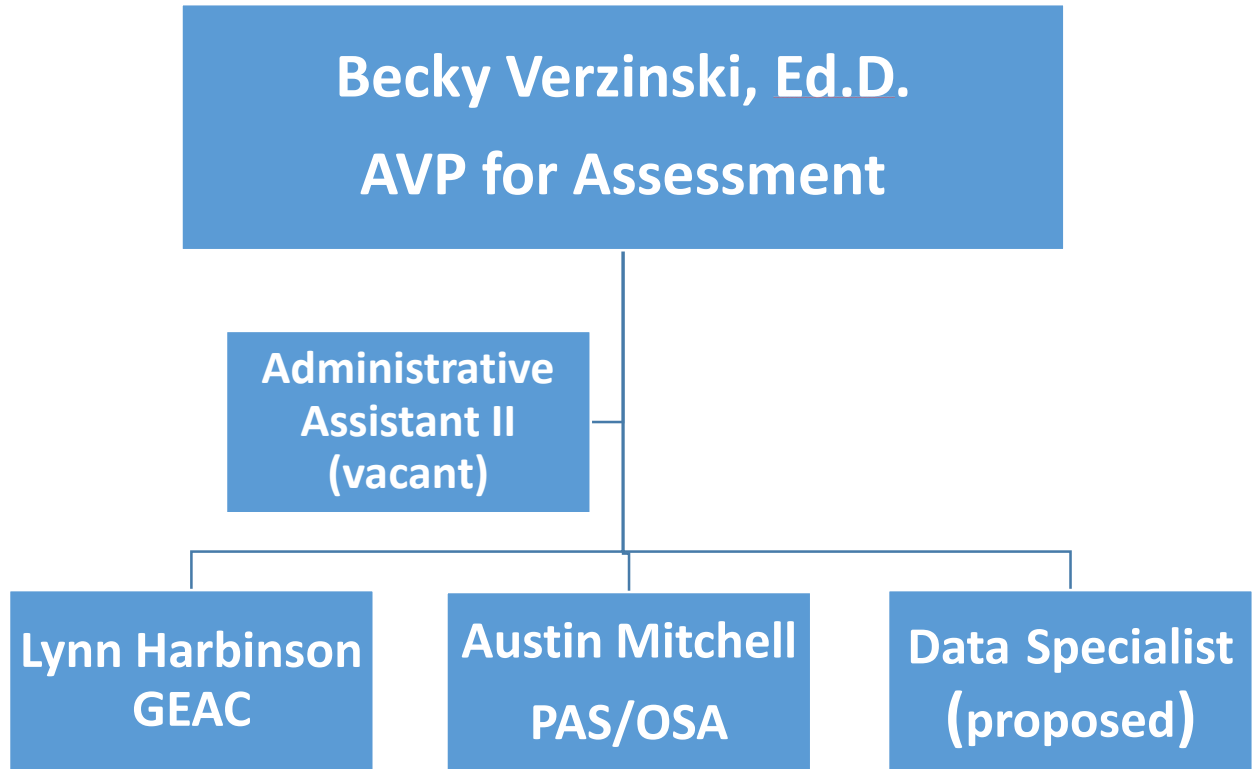 Becky Verzinski, Ed.D.
AVP for Assessment
Administrative
Assistant II
(vacant)
Lynn Harbinson
GEAC
Austin Mitchell
PAS/OSA
Data Specialist
(proposed)